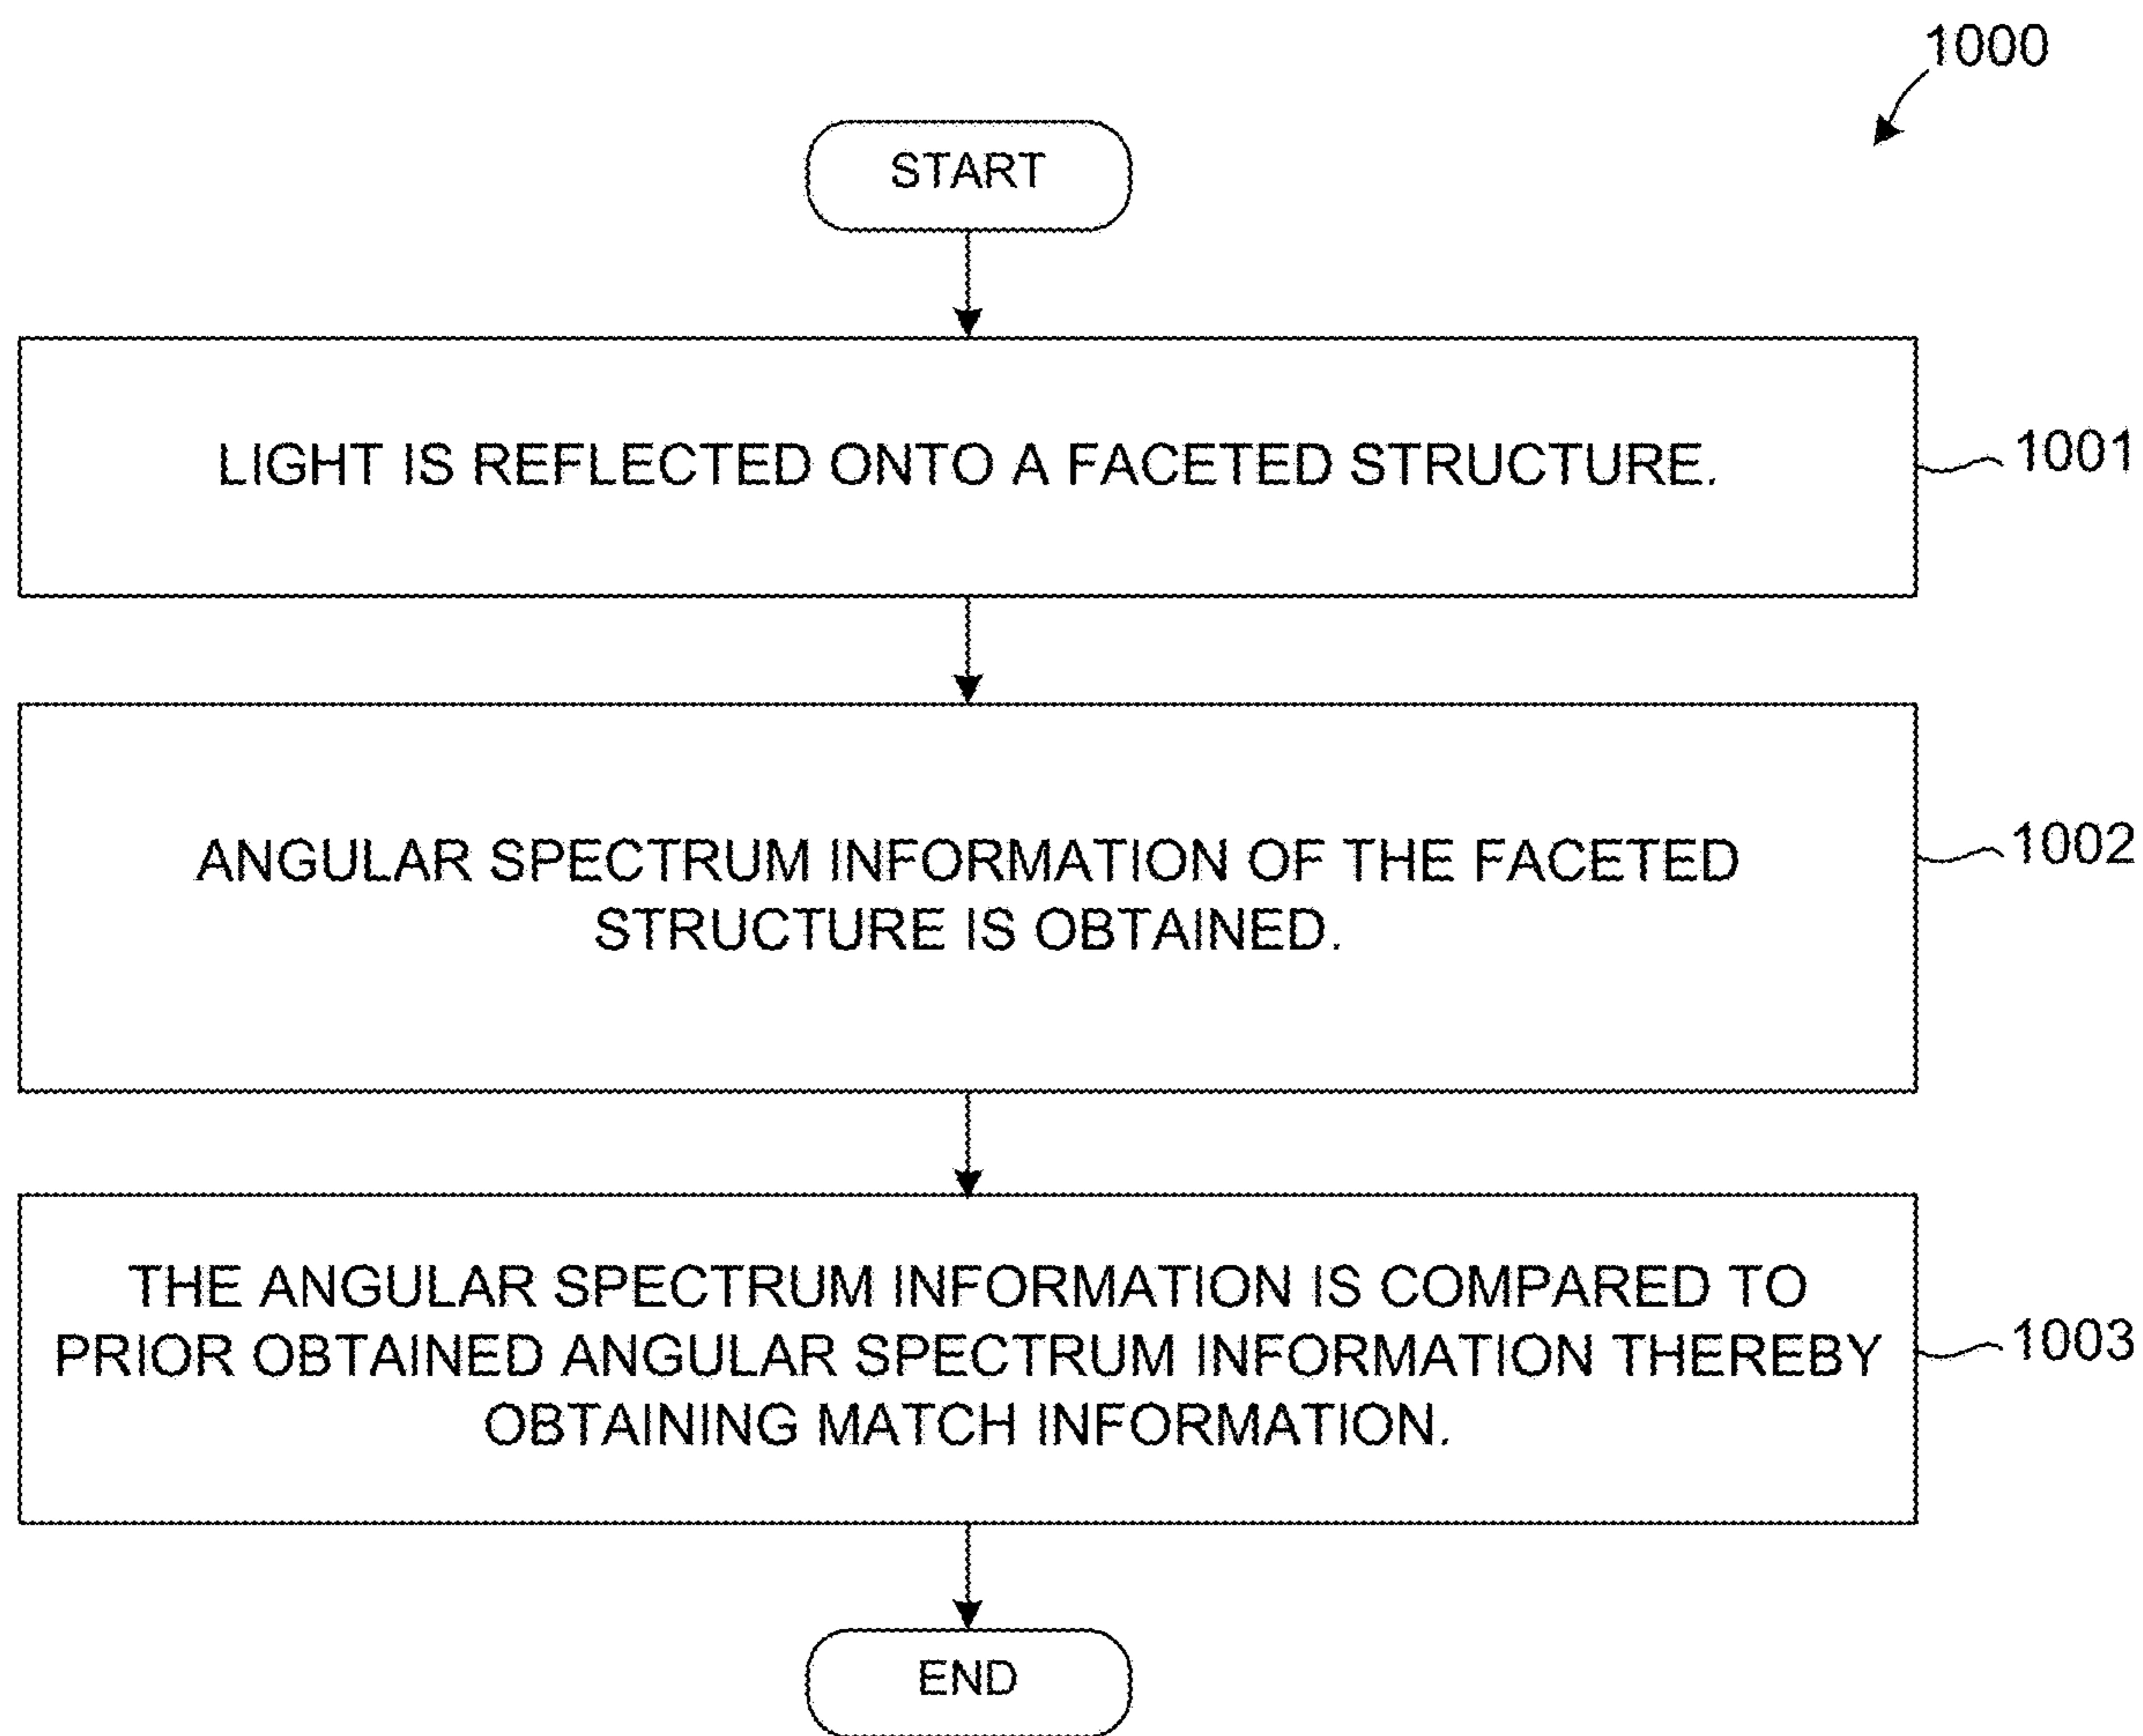 1000
START
LIGHT IS REFLECTED ONTO A FACETED STRUCTURE.
1001
ANGULAR SPECTRUM INFORMATION OF THE FACETED
STRUCTURE IS OBTAINED.
1002
THE ANGULAR SPECTRUM INFORMATION IS COMPARED TO
PRIOR OBTAINED ANGULAR SPECTRUM INFORMATION THEREBY
OBTAINING MATCH INFORMATION.
1003
END